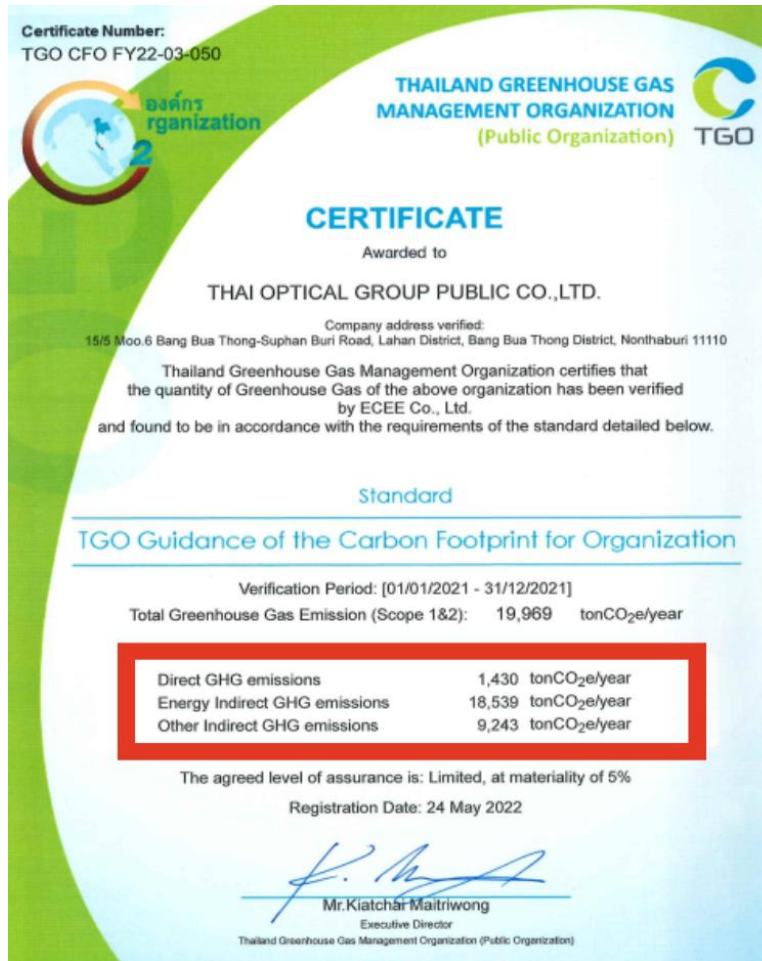 Certificate Number:
TGO CFO FY22-03-050
องค์กร
rganization
2
THAILAND GREENHOUSE GAS
MANAGEMENT ORGANIZATION
(Public Organization)
TGO
CERTIFICATE
Awarded to
THAI OPTICAL GROUP PUBLIC CO.,LTD.
Company address verified:
15/5 Moo.6 Bang Bua Thong-Suphan Buri Road, Lahan District, Bang Bua Thong District, Nonthaburi 11110
Thailand Greenhouse Gas Management Organization certifies that
the quantity of Greenhouse Gas of the above organization has been verified
by ECEE Co., Ltd.
and found to be in accordance with the requirements of the standard detailed below.
Standard
TGO Guidance of the Carbon Footprint for Organization
Verification Period: [01/01/2021 - 31/12/2021]
Total Greenhouse Gas Emission (Scope 1&2): 19,969 tonCO₂e/year
Direct GHG emissions 1,430 tonCO₂e/year
Energy Indirect GHG emissions 18,539 tonCO₂e/year
Other Indirect GHG emissions 9,243 tonCO₂e/year
The agreed level of assurance is: Limited, at materiality of 5%
Registration Date: 24 May 2022
Mr.Kiatchai Maitriwong
Executive Director
Thailand Greenhouse Gas Management Organization (Public Organization)